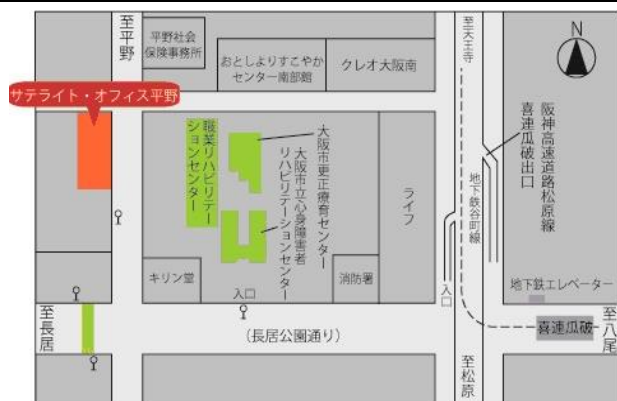 至平野
平野社会
保険事務所
おとしよりすこやか
センター南部館
クレオ大阪南
至天王寺
N
サテライト・オフィス平野
職業リハビリテー
ションセンター
大阪市更正療育センター
大阪市立心身障害者
リハビリテーションセンター
ライフ
地下鉄谷町線
阪神高速道路松原線
喜連瓜破出口
キリン堂
入口
消防署
入口
地下鉄エレベーター
至長居
(長居公園通り)
喜連瓜破
至八尾
至松原